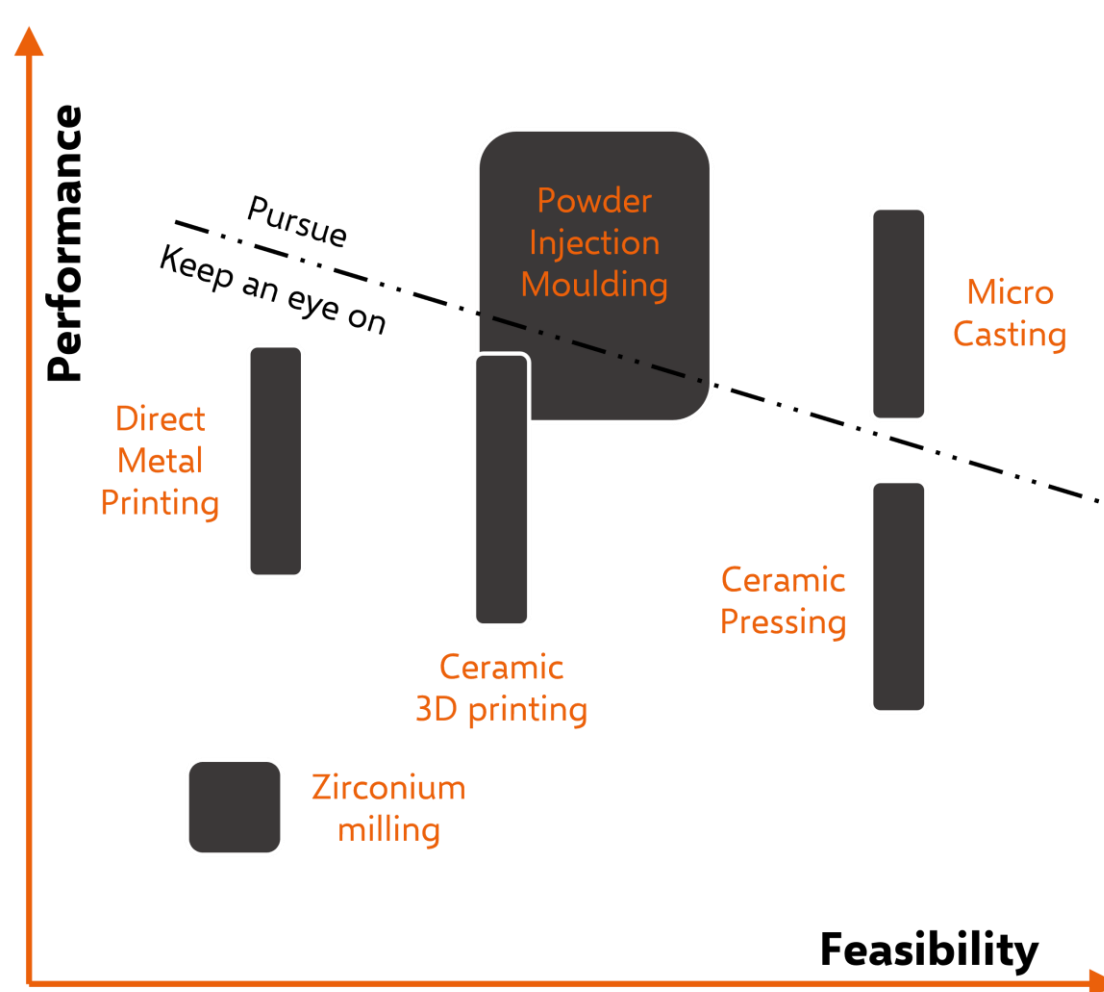 Performance
Pursue
Keep an eye on
Powder
Injection
Moulding
Micro
Casting
Direct
Metal
Printing
Ceramic
Pressing
Ceramic
3D printing
Zirconium
milling
Feasibility